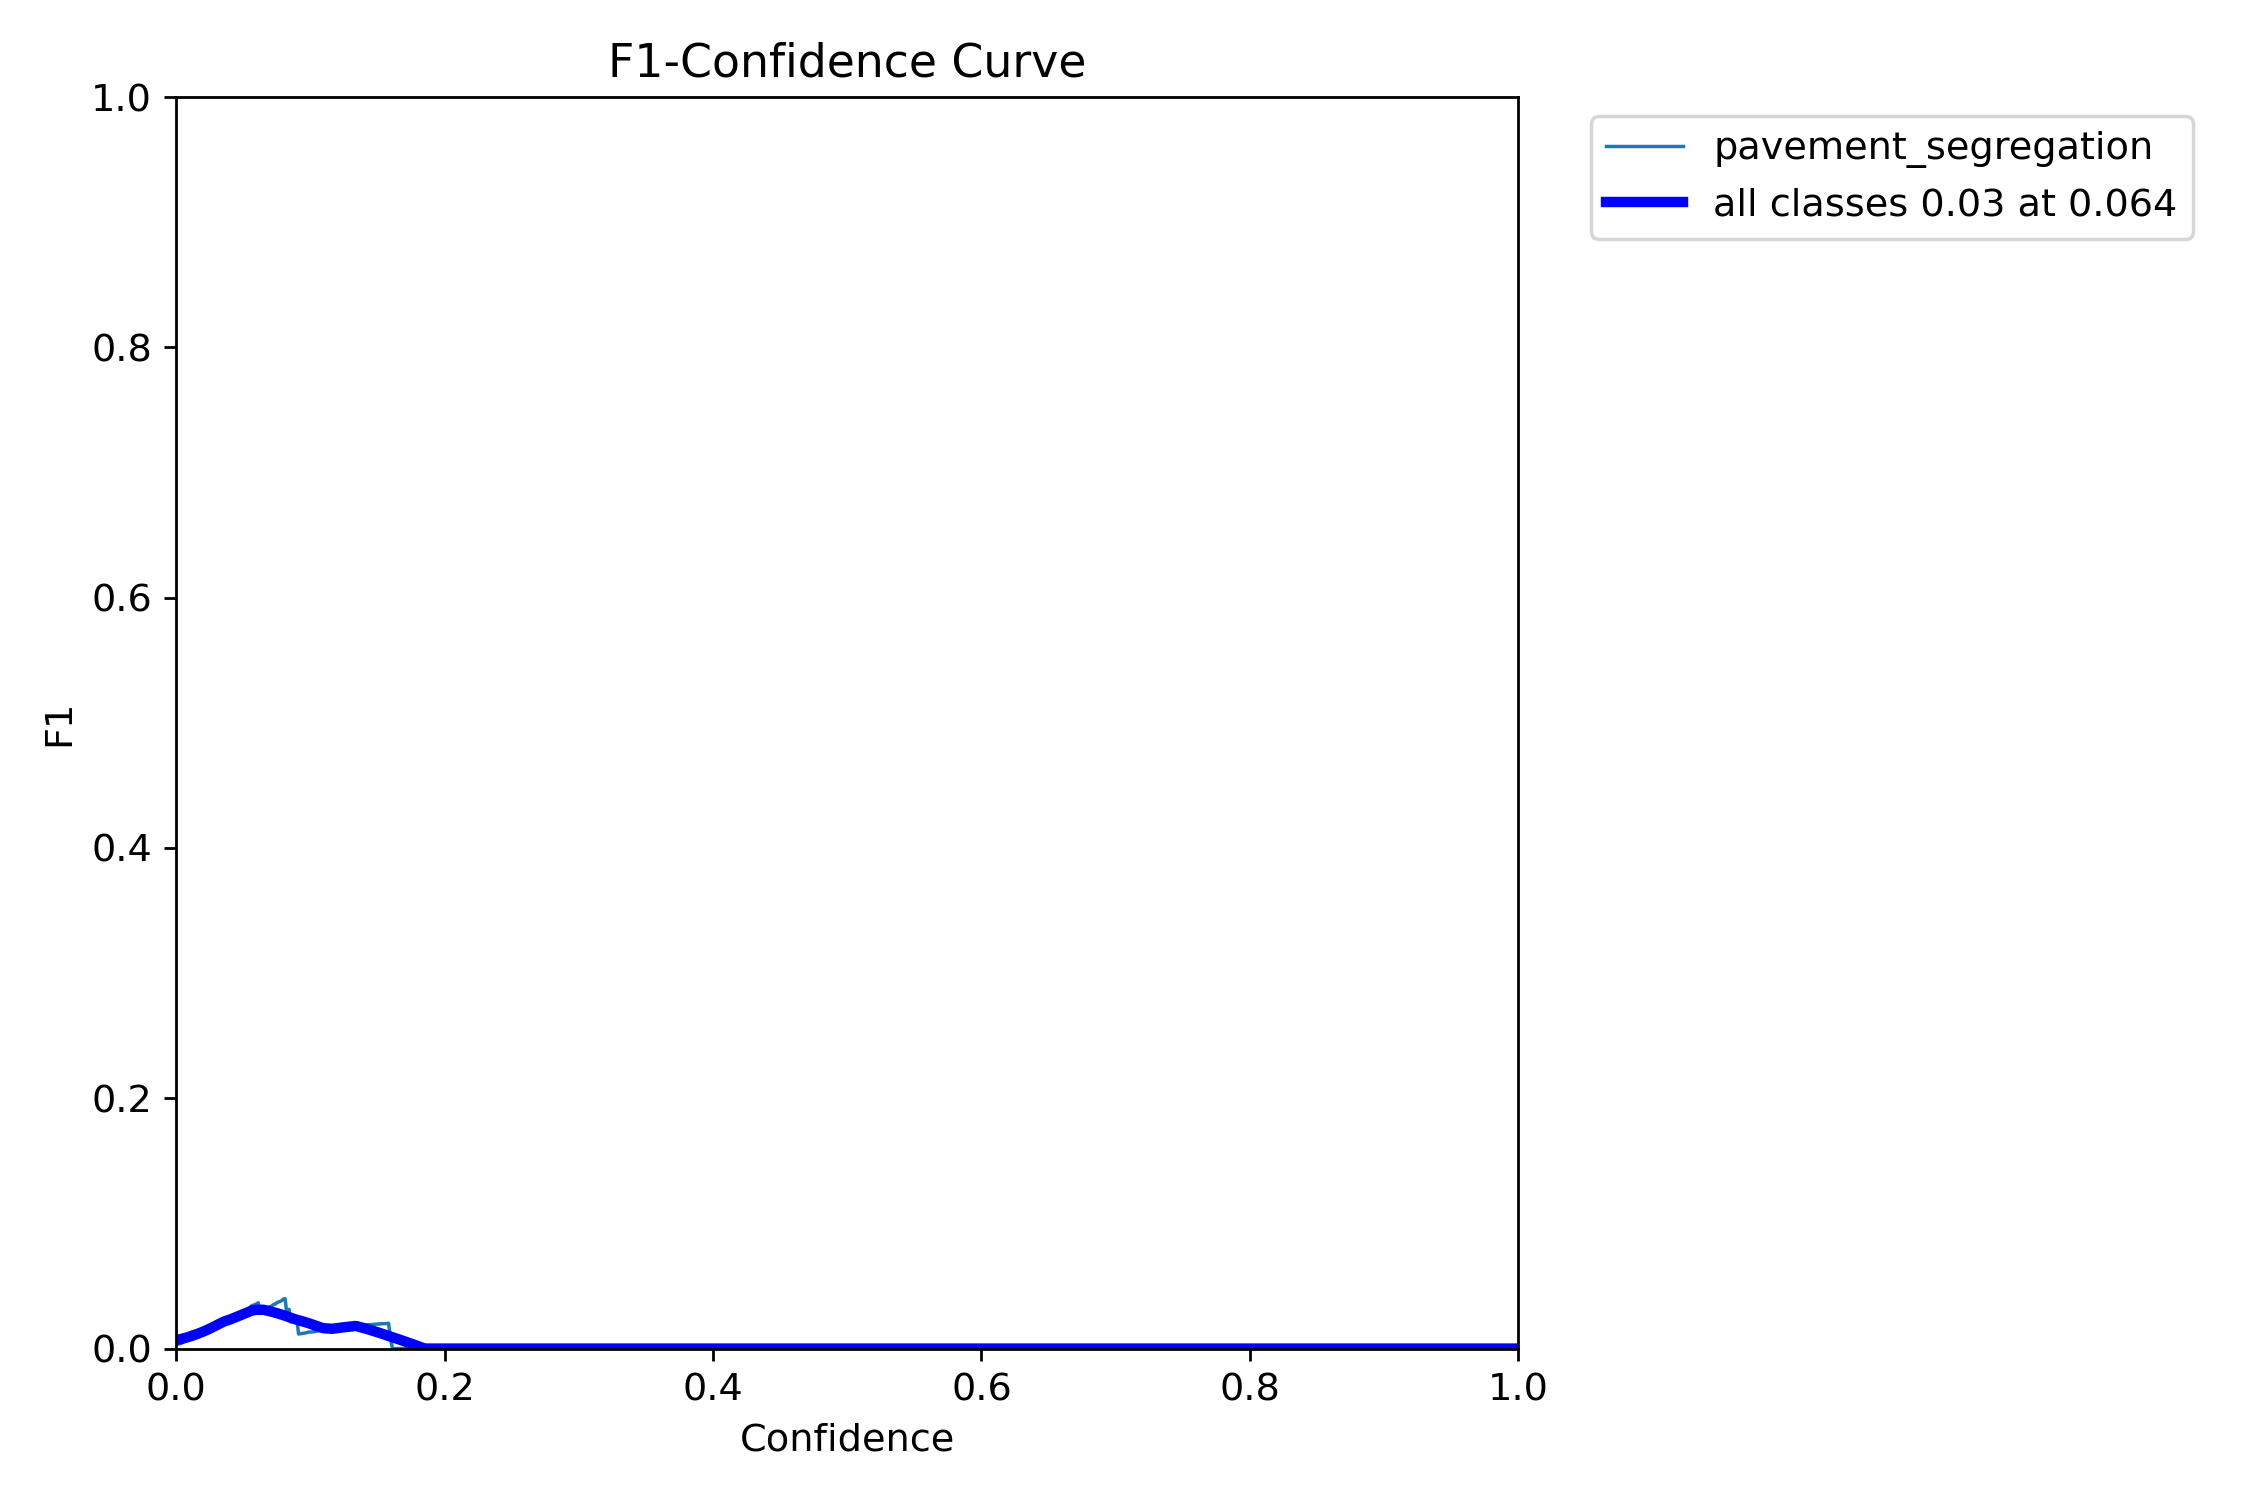 F1-Confidence Curve
1.0
0.8
0.6
0.4
0.2
0.0
F1
0.0 0.2 0.4 0.6 0.8 1.0
Confidence
pavement_segregation
all classes 0.03 at 0.064